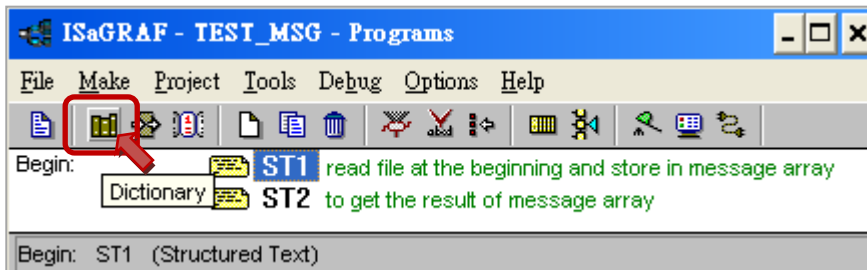 ISaGRAF - TEST_MSG - Programs
File Make Project Tools Debug Options Help
Begin: ST1 read file at the beginning and store in message array
Dictionary
ST2 to get the result of message array
Begin: ST1 (Structured Text)